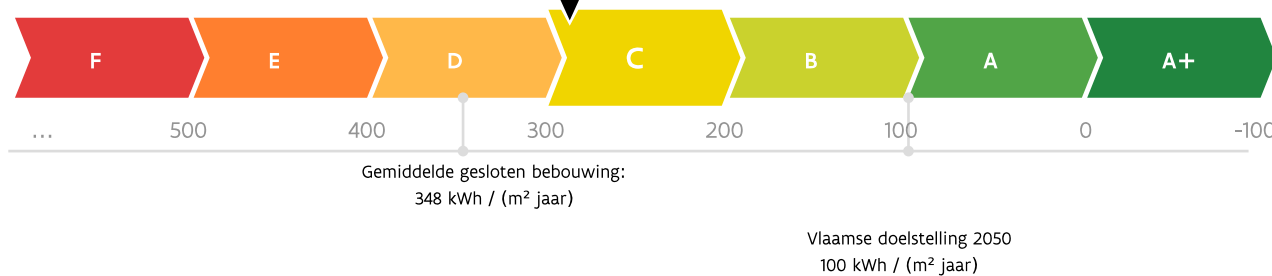 F E D C B A A+
... 500 400 300 200 100 0 -100
Gemiddelde gesloten bebouwing:
348 kWh / (m² jaar)
Vlaamse doelstelling 2050
100 kWh / (m² jaar)